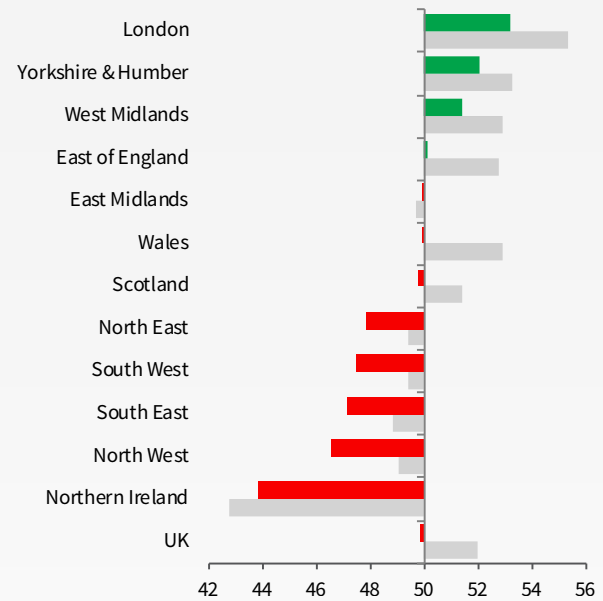 London
Yorkshire & Humber
West Midlands
East of England
East Midlands
Wales
Scotland
North East
South West
South East
North West
Northern Ireland
UK
42 44 46 48 50 52 54 56